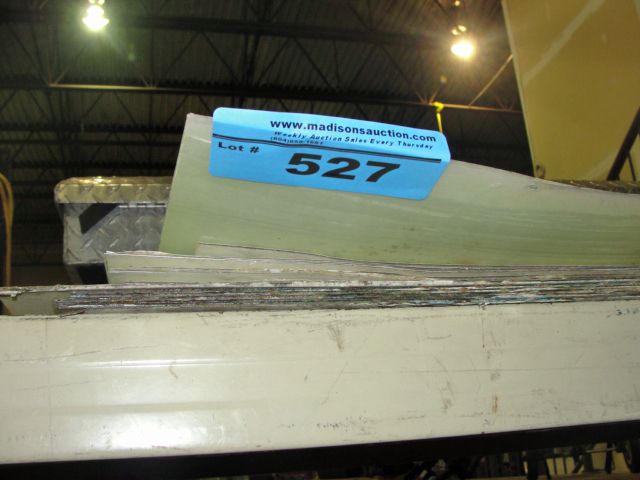 www.madisonsauction.com
Weekly Auction Sales Every Thursday
Lot #
527